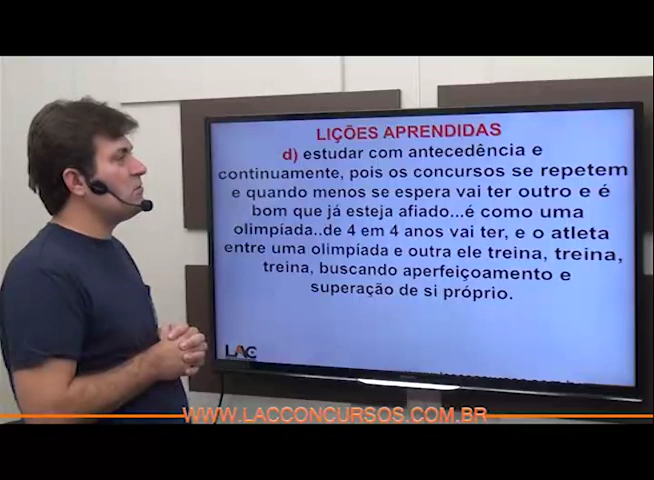 LIÇÕES APRENDIDAS
d) estudar com antecedência e
continuamente, pois os concursos se repetem
e quando menos se espera vai ter outro e é
bom que já esteja afiado...é como uma
olimpíada..de 4 em 4 anos vai ter, e o atleta
entre uma olimpíada e outra ele treina, treina,
treina, buscando aperfeiçoamento e
superação de si próprio.
LAC
WWW.LACCONCURSOS.COM.BR